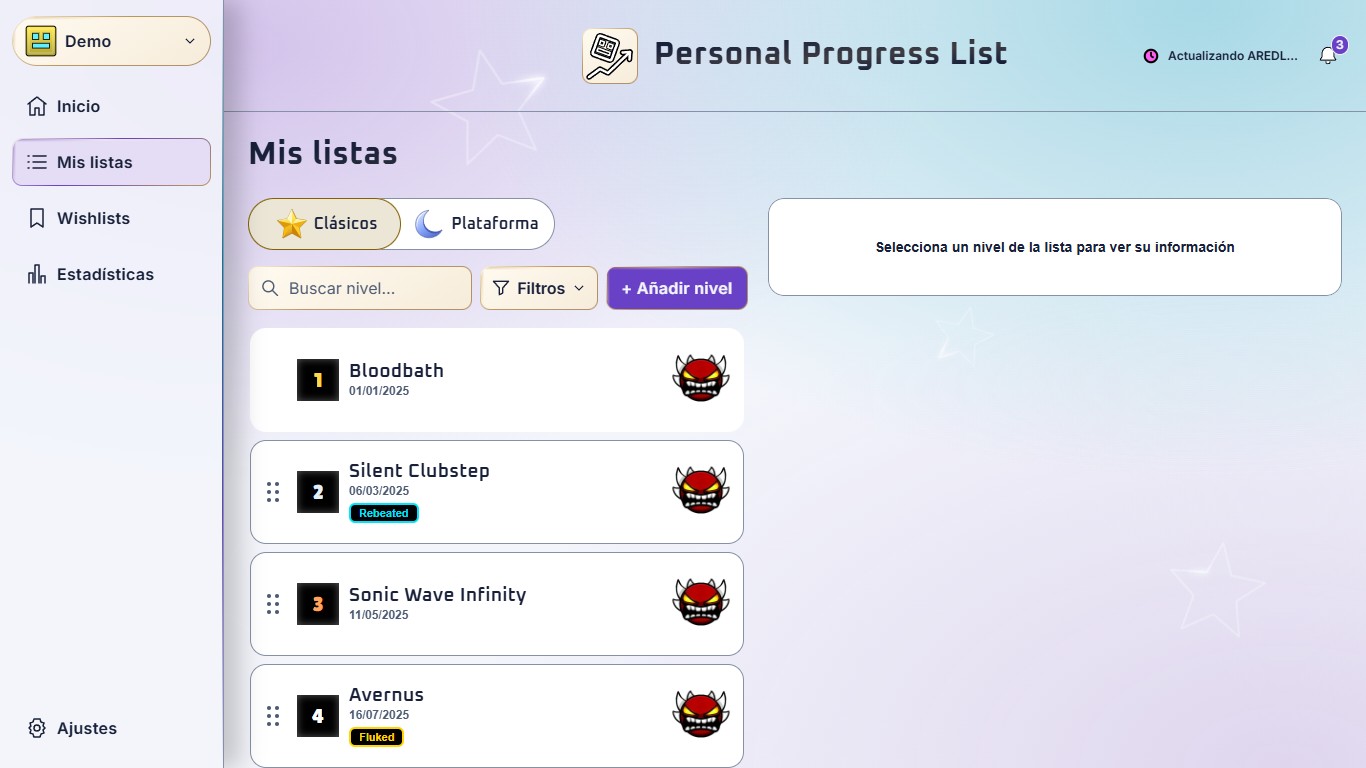 Demo
Inicio
Mis listas
Wishlists
Estadísticas
Ajustes
Personal Progress List
Actualizando AREDL...
3
Mis listas
Clásicos
Plataforma
Buscar nivel...
Filtros
+ Añadir nivel
1
Bloodbath
01/01/2025
2
Silent Clubstep
06/03/2025
Rebeated
3
Sonic Wave Infinity
11/05/2025
4
Avernus
16/07/2025
Fluked
Selecciona un nivel de la lista para ver su información